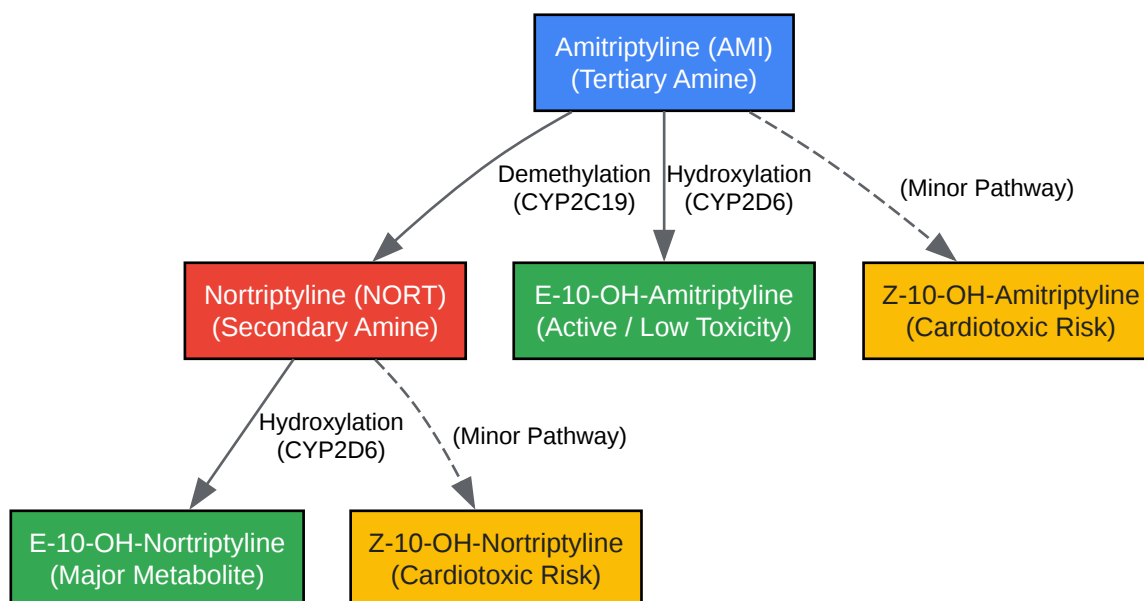 Amitriptyline (AMI)
(Tertiary Amine)
Demethylation
(CYP2C19)
Hydroxylation
(CYP2D6)
(Minor Pathway)
Nortriptyline (NORT)
(Secondary Amine)
E-10-OH-Amitriptyline
(Active / Low Toxicity)
Z-10-OH-Amitriptyline
(Cardiotoxic Risk)
Hydroxylation
(CYP2D6)
(Minor Pathway)
E-10-OH-Nortriptyline
(Major Metabolite)
Z-10-OH-Nortriptyline
(Cardiotoxic Risk)